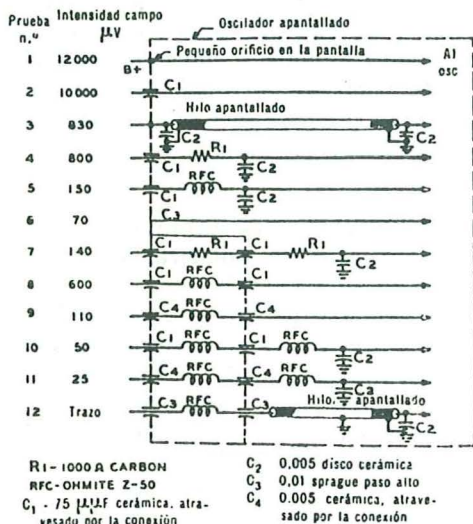 Prueba n.º Intensidad campo µV
Oscilador apantallado
Pequeño orificio en la pantalla
1 12000 B+ Al osc
2 10000 C1
Hilo apantallado
3 830 C2 C2
4 800 C1 R1 C2
5 150 C1 RFC C2
6 70 C3
7 140 C1 R1 C1 R1 C2
8 600 C1 RFC C1
9 110 C4 RFC C4
10 50 C1 RFC C1 RFC C2
11 25 C4 RFC C4 RFC C2
Hilo. apantallado
12 Trazo C3 RFC C3 C2
R1 - 1000 Ω CARBON
RFC - OHMITE Z-50
C1 - 75 µµF cerámica, atra-
vesado por la conexión
C2 0.005 disco cerámica
C3 0,01 sprague paso alto
C4 0.005 cerámica, atrave-
sado por la conexión